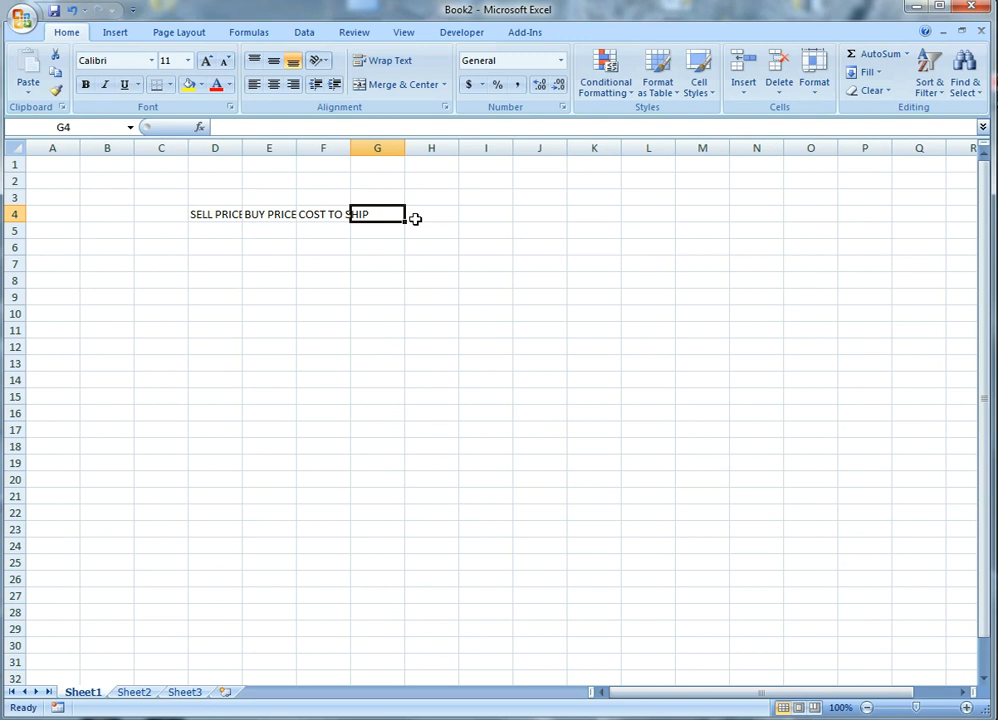 Book2 - Microsoft Excel
Home Insert Page Layout Formulas Data Review View Developer Add-Ins
Paste
Clipboard
Calibri 11
B I U
Font
Wrap Text
Merge & Center
Alignment
General
$ % ,
Number
Conditional Formatting
Format as Table
Cell Styles
Styles
Insert
Delete
Format
Cells
Σ AutoSum
Fill
Clear
Sort & Filter
Find & Select
Editing
G4 fx
A B C D E F G H I J K L M N O P Q R
1
2
3
4 SELL PRICE BUY PRICE COST TO SHIP
5
6
7
8
9
10
11
12
13
14
15
16
17
18
19
20
21
22
23
24
25
26
27
28
29
30
31
32
Sheet1 Sheet2 Sheet3
Ready 100%